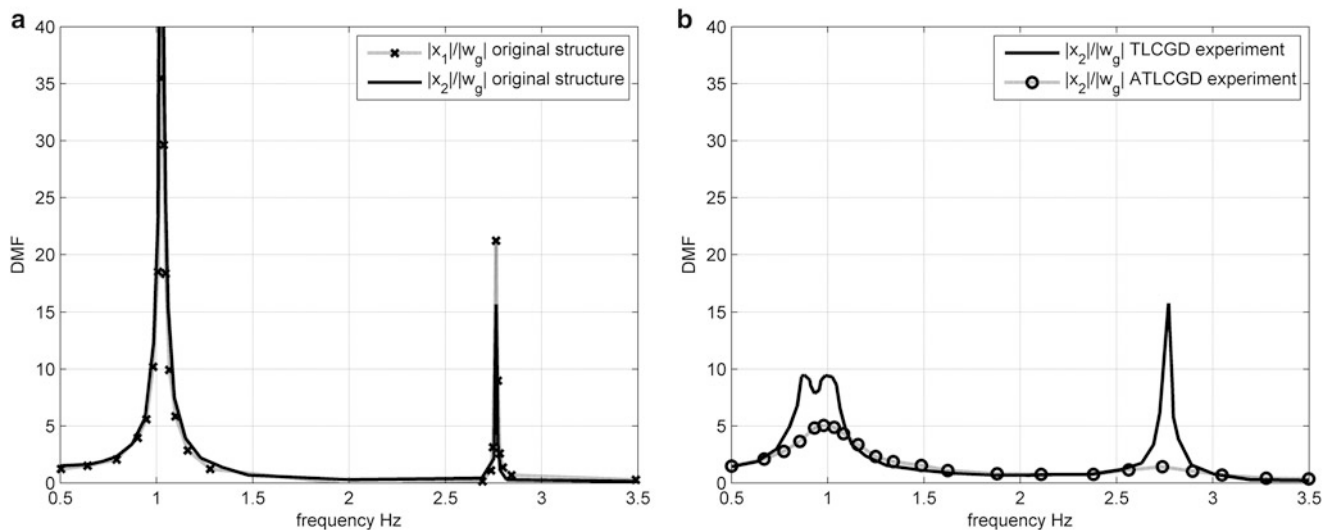 a
40
35
30
25
20
15
10
5
0
DMF
0.5 1 1.5 2 2.5 3 3.5
frequency Hz
|x1|/|wg| original structure
|x2|/|wg| original structure
b
40
35
30
25
20
15
10
5
0
DMF
0.5 1 1.5 2 2.5 3 3.5
frequency Hz
|x2|/|wg| TLCGD experiment
|x2|/|wg| ATLCGD experiment